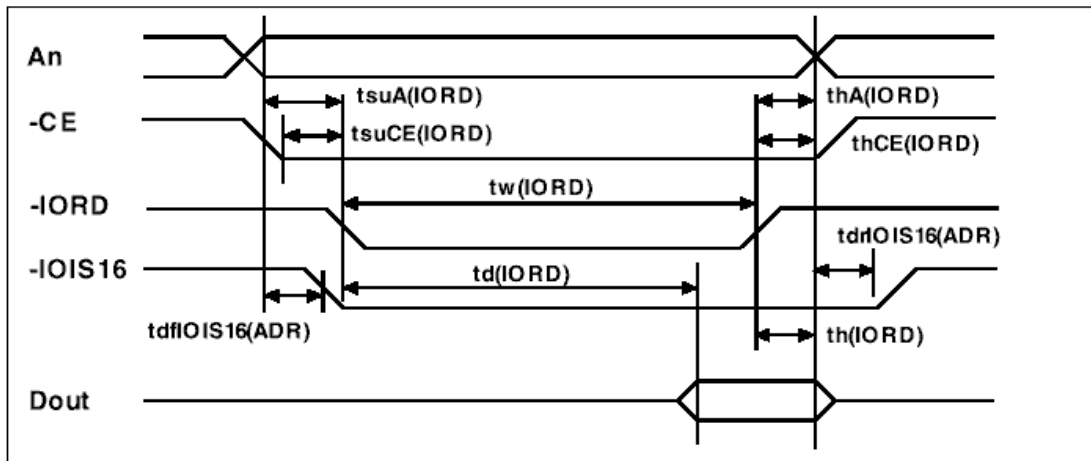 An
tsuA(IORD)
thA(IORD)
-CE
tsuCE(IORD)
thCE(IORD)
-IORD
tw(IORD)
tdrIOIS16(ADR)
-IOIS16
td(IORD)
tdfIOIS16(ADR)
th(IORD)
Dout